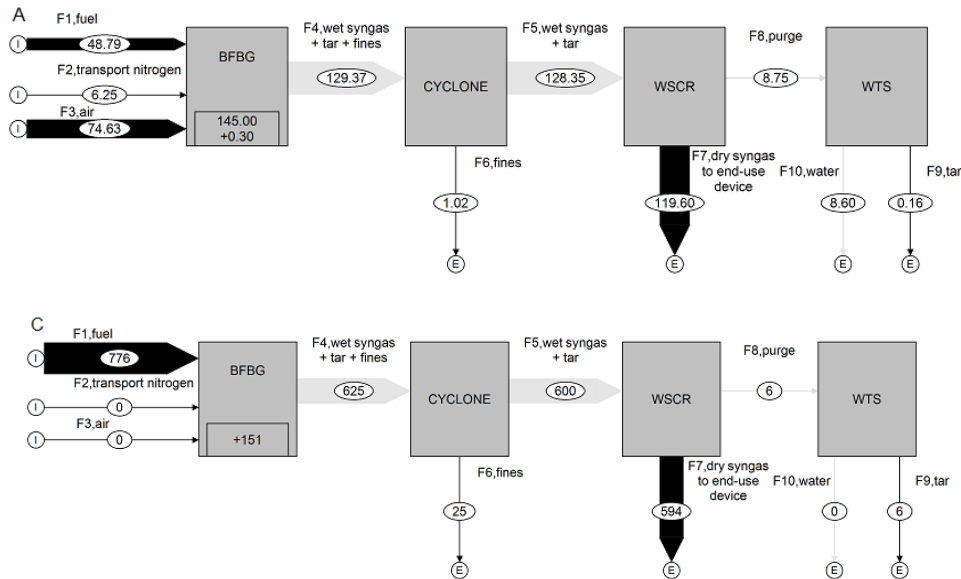 A
F1,fuel
I
48.79
F2,transport nitrogen
I
6.25
F3,air
I
74.63
BFBG
145.00
+0.30
F4,wet syngas
+ tar + fines
129.37
CYCLONE
F6,fines
1.02
E
F5,wet syngas
+ tar
128.35
WSCR
F7,dry syngas
to end-use
device
119.60
E
F8,purge
8.75
WTS
F10,water
8.60
E
F9,tar
0.16
E
C
F1,fuel
I
776
F2,transport nitrogen
I
0
F3,air
I
0
BFBG
+151
F4,wet syngas
+ tar + fines
625
CYCLONE
F6,fines
25
E
F5,wet syngas
+ tar
600
WSCR
F7,dry syngas
to end-use
device
594
E
F8,purge
6
WTS
F10,water
0
E
F9,tar
6
E